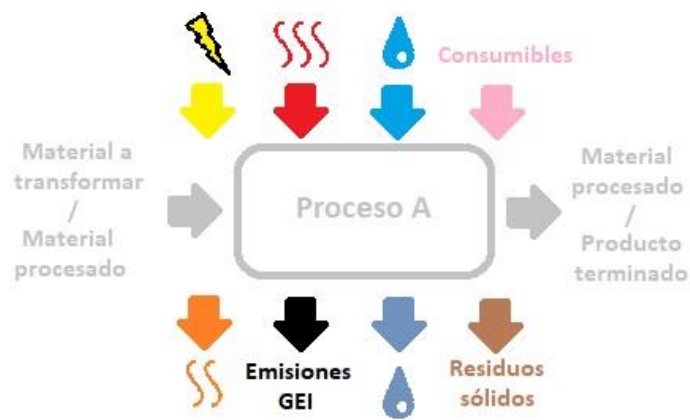 Consumibles
Material a
transformar
/
Material
procesado
Proceso A
Material
procesado
/
Producto
terminado
Emisiones
GEI
Residuos
sólidos